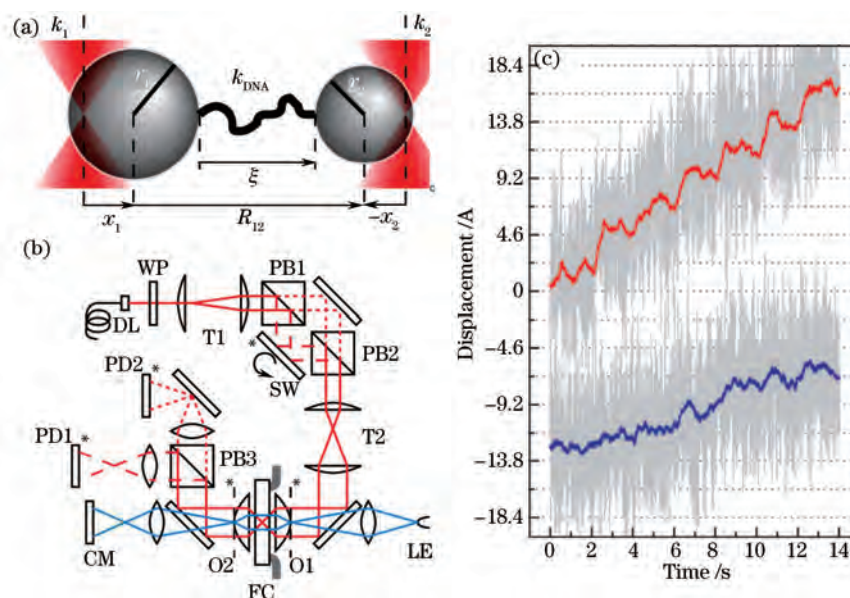 (a)
k1
k2
r1
kDNA
ξ
x1
R12
-x2
(b)
WP
PB1
DL
T1
*
PB2
PD2
*
SW
PD1
*
T2
PB3
*
*
CM
O2
O1
LE
FC
(c)
Displacement /A
18.4
13.8
9.2
4.6
0
-4.6
-9.2
-13.8
-18.4
0 2 4 6 8 10 12 14
Time /s